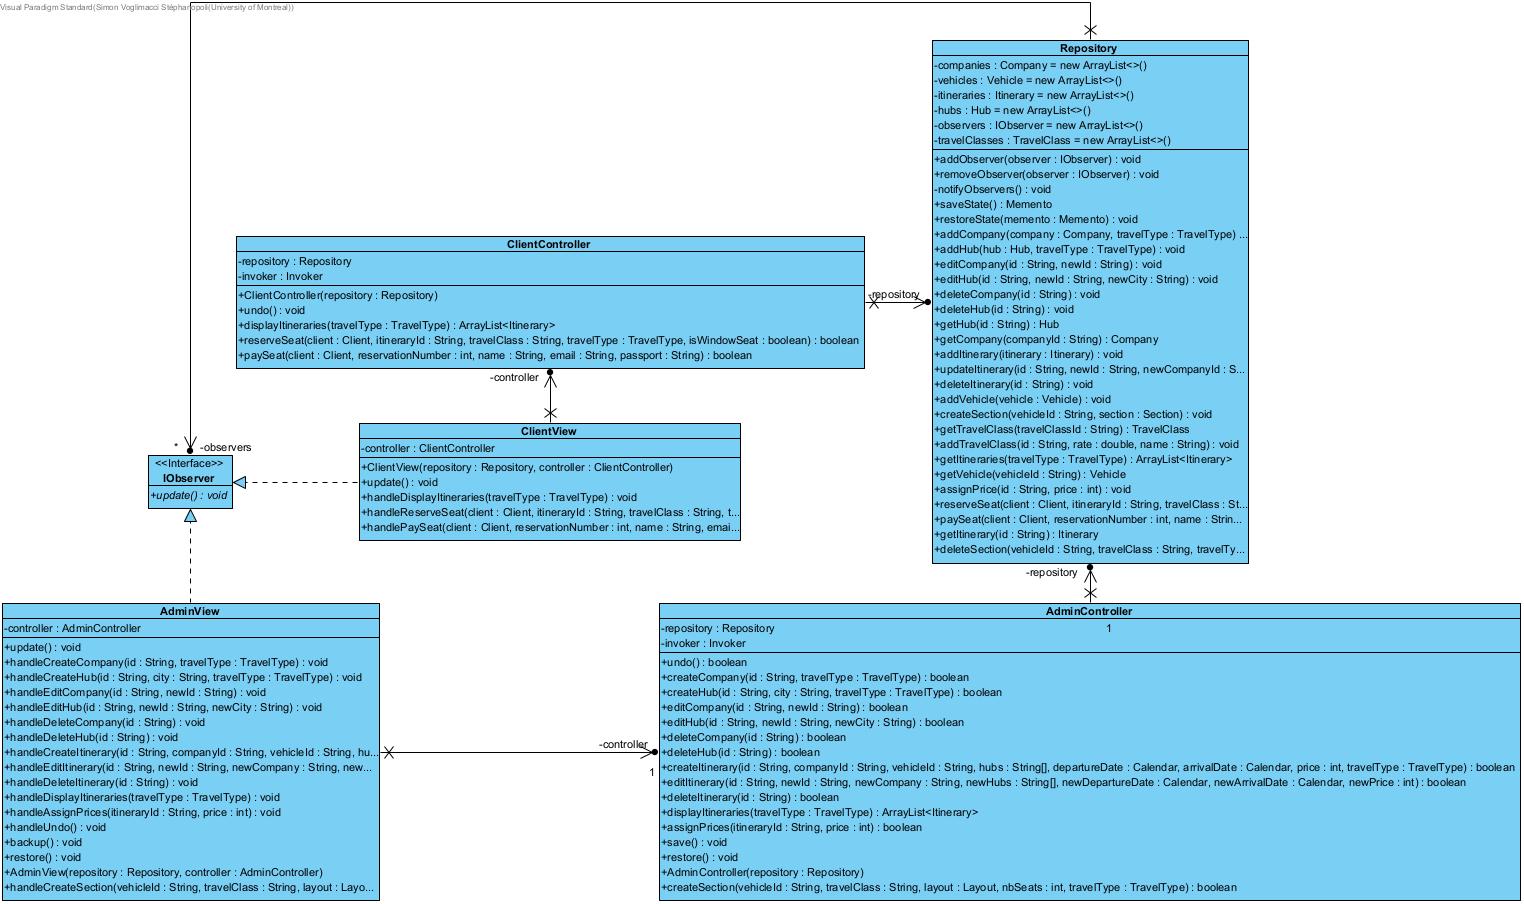 Visual Paradigm Standard(Simon Voglimacci Stéphanopoli(University of Montreal))
Repository
-companies : Company = new ArrayList<>()
-vehicles : Vehicle = new ArrayList<>()
-itineraries : Itinerary = new ArrayList<>()
-hubs : Hub = new ArrayList<>()
-observers : IObserver = new ArrayList<>()
-travelClasses : TravelClass = new ArrayList<>()
+addObserver(observer : IObserver) : void
+removeObserver(observer : IObserver) : void
-notifyObservers() : void
+saveState() : Memento
+restoreState(memento : Memento) : void
+addCompany(company : Company, travelType : TravelType) ...
+addHub(hub : Hub, travelType : TravelType) : void
+editCompany(id : String, newId : String) : void
+editHub(id : String, newId : String, newCity : String) : void
+deleteCompany(id : String) : void
+deleteHub(id : String) : void
+getHub(id : String) : Hub
+getCompany(companyId : String) : Company
+addItinerary(itinerary : Itinerary) : void
+updateItinerary(id : String, newId : String, newCompanyId : S...
+deleteItinerary(id : String) : void
+addVehicle(vehicle : Vehicle) : void
+createSection(vehicleId : String, section : Section) : void
+getTravelClass(travelClassId : String) : TravelClass
+addTravelClass(id : String, rate : double, name : String) : void
+getItineraries(travelType : TravelType) : ArrayList<Itinerary>
+getVehicle(vehicleId : String) : Vehicle
+assignPrice(id : String, price : int) : void
+reserveSeat(client : Client, itineraryId : String, travelClass : St...
+paySeat(client : Client, reservationNumber : int, name : Strin...
+getItinerary(id : String) : Itinerary
+deleteSection(vehicleId : String, travelClass : String, travelTy...
ClientController
-repository : Repository
-invoker : Invoker
+ClientController(repository : Repository)
+undo() : void
+displayItineraries(travelType : TravelType) : ArrayList<Itinerary>
+reserveSeat(client : Client, itineraryId : String, travelClass : String, travelType : TravelType, isWindowSeat : boolean) : boolean
+paySeat(client : Client, reservationNumber : int, name : String, email : String, passport : String) : boolean
-repository
-controller
ClientView
-controller : ClientController
+ClientView(repository : Repository, controller : ClientController)
+update() : void
+handleDisplayItineraries(travelType : TravelType) : void
+handleReserveSeat(client : Client, itineraryId : String, travelClass : String, t...
+handlePaySeat(client : Client, reservationNumber : int, name : String, emai...
*
-observers
<<Interface>>
IObserver
+update() : void
-repository
AdminView
-controller : AdminController
+update() : void
+handleCreateCompany(id : String, travelType : TravelType) : void
+handleCreateHub(id : String, city : String, travelType : TravelType) : void
+handleEditCompany(id : String, newId : String) : void
+handleEditHub(id : String, newId : String, newCity : String) : void
+handleDeleteCompany(id : String) : void
+handleDeleteHub(id : String) : void
+handleCreateItinerary(id : String, companyId : String, vehicleId : String, hu...
+handleEditItinerary(id : String, newId : String, newCompany : String, new...
+handleDeleteItinerary(id : String) : void
+handleDisplayItineraries(travelType : TravelType) : void
+handleAssignPrices(itineraryId : String, price : int) : void
+handleUndo() : void
+backup() : void
+restore() : void
+AdminView(repository : Repository, controller : AdminController)
+handleCreateSection(vehicleId : String, travelClass : String, layout : Layo...
-controller
1
AdminController
-repository : Repository
1
-invoker : Invoker
+undo() : boolean
+createCompany(id : String, travelType : TravelType) : boolean
+createHub(id : String, city : String, travelType : TravelType) : boolean
+editCompany(id : String, newId : String) : boolean
+editHub(id : String, newId : String, newCity : String) : boolean
+deleteCompany(id : String) : boolean
+deleteHub(id : String) : boolean
+createItinerary(id : String, companyId : String, vehicleId : String, hubs : String[], departureDate : Calendar, arrivalDate : Calendar, price : int, travelType : TravelType) : boolean
+editItinerary(id : String, newId : String, newCompany : String, newHubs : String[], newDepartureDate : Calendar, newArrivalDate : Calendar, newPrice : int) : boolean
+deleteItinerary(id : String) : boolean
+displayItineraries(travelType : TravelType) : ArrayList<Itinerary>
+assignPrices(itineraryId : String, price : int) : boolean
+save() : void
+restore() : void
+AdminController(repository : Repository)
+createSection(vehicleId : String, travelClass : String, layout : Layout, nbSeats : int, travelType : TravelType) : boolean